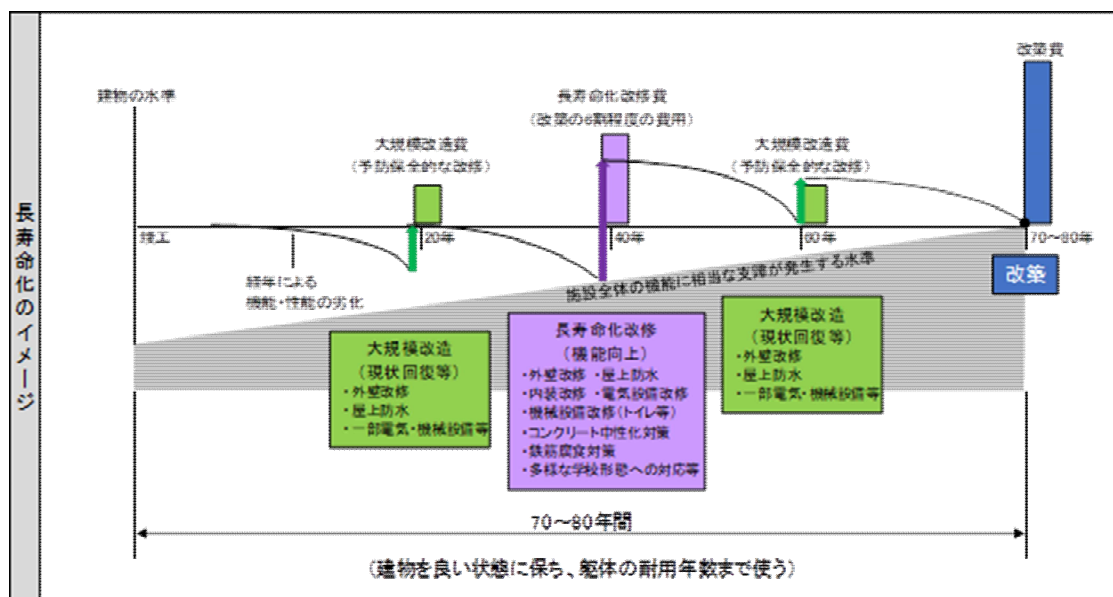 長寿命化のイメージ
改築費
建物の水準
長寿命化改修費
(改築の6割程度の費用)
大規模改造費
(予防保全的な改修)
大規模改造費
(予防保全的な改修)
竣工
20年
40年
60年
70～80年
経年による
機能・性能の劣化
施設全体の機能に相当な支障が発生する水準
改築
大規模改造
(現状回復等)
・外壁改修
・屋上防水
・一部電気・機械設備等
長寿命化改修
(機能向上)
・外壁改修 ・屋上防水
・内装改修 ・電気設備改修
・機械設備改修(トイレ等)
・コンクリート中性化対策
・鉄筋腐食対策
・多様な学校形態への対応等
大規模改造
(現状回復等)
・外壁改修
・屋上防水
・一部電気・機械設備等
70～80年間
(建物を良い状態に保ち、躯体の耐用年数まで使う)